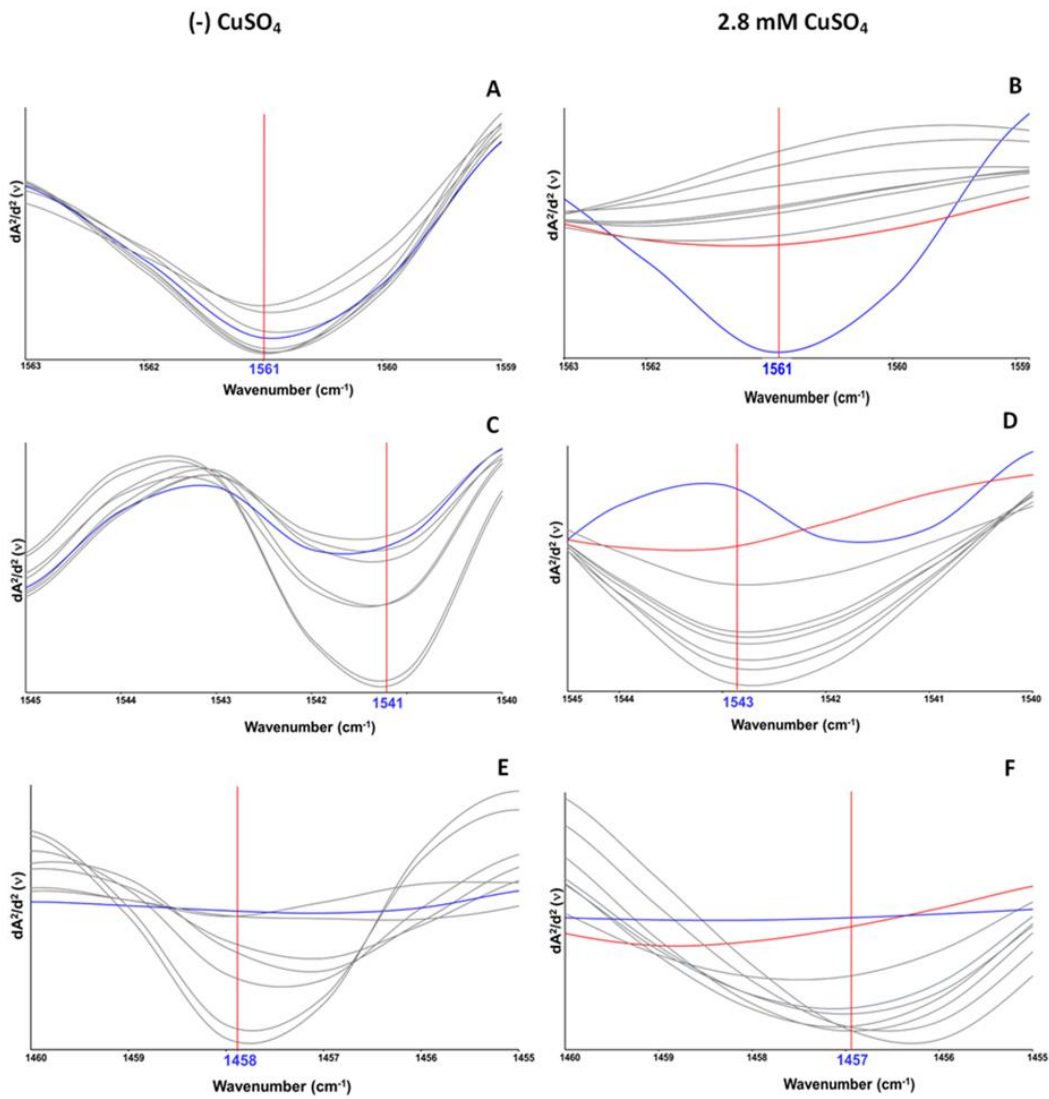 (-) CuSO₄
2.8 mM CuSO₄
A
dA²/d² (ν)
1563 1562 1561 1560 1559
Wavenumber (cm⁻¹)
B
dA²/d² (ν)
1563 1562 1561 1560 1559
Wavenumber (cm⁻¹)
C
dA²/d² (ν)
1545 1544 1543 1542 1541 1540
Wavenumber (cm⁻¹)
D
dA²/d² (ν)
1545 1544 1543 1542 1541 1540
Wavenumber (cm⁻¹)
E
dA²/d² (ν)
1460 1459 1458 1457 1456 1455
Wavenumber (cm⁻¹)
F
dA²/d² (ν)
1460 1459 1458 1457 1456 1455
Wavenumber (cm⁻¹)